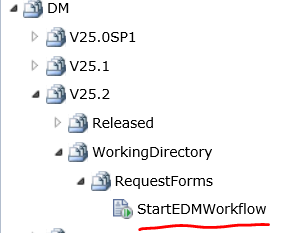 DM
V25.0SP1
V25.1
V25.2
Released
WorkingDirectory
RequestForms
StartEDMWorkflow